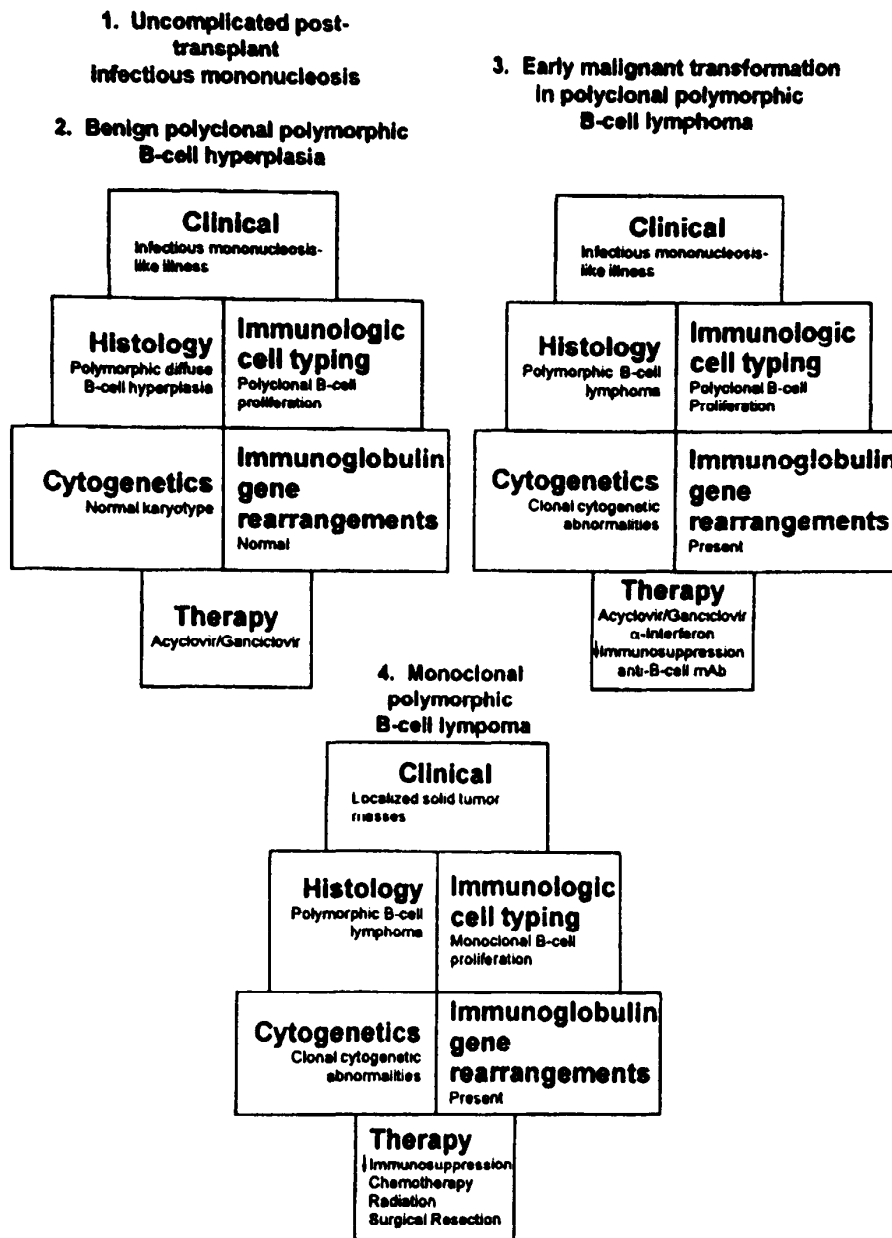 1. Uncomplicated post-
transplant
infectious mononucleosis
2. Benign polyclonal polymorphic
B-cell hyperplasia
Clinical
Infectious mononucleosis-
like illness
Histology
Polymorphic diffuse
B-cell hyperplasia
Immunologic
cell typing
Polyclonal B-cell
proliferation
Cytogenetics
Normal karyotype
Immunoglobulin
gene
rearrangements
Normal
Therapy
Acyclovir/Ganciclovir
3. Early malignant transformation
in polyclonal polymorphic
B-cell lymphoma
Clinical
Infectious mononucleosis-
like illness
Histology
Polymorphic B-cell
lymphoma
Immunologic
cell typing
Polyclonal B-cell
Proliferation
Cytogenetics
Clonal cytogenetic
abnormalities
Immunoglobulin
gene
rearrangements
Present
Therapy
Acyclovir/Ganciclovir
α-Interferon
↓Immunosuppression
anti-B-cell mAb
4. Monoclonal
polymorphic
B-cell lympoma
Clinical
Localized solid tumor
masses
Histology
Polymorphic B-cell
lymphoma
Immunologic
cell typing
Monoclonal B-cell
proliferation
Cytogenetics
Clonal cytogenetic
abnormalities
Immunoglobulin
gene
rearrangements
Present
Therapy
↓Immunosuppression
Chemotherapy
Radiation
Surgical Resection